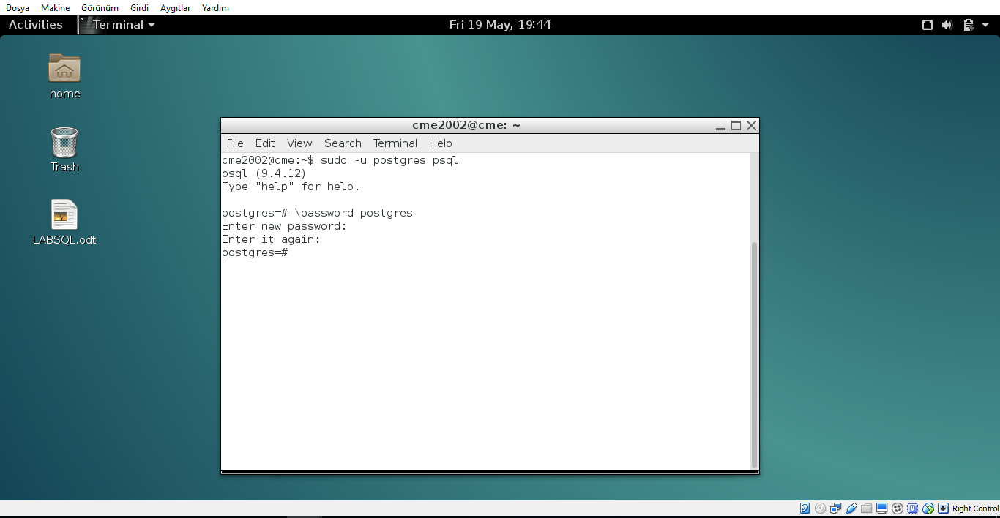 Dosya Makine Görünüm Girdi Aygıtlar Yardım
Activities Terminal Fri 19 May, 19:44
home
Trash
LABSQL.odt
cme2002@cme: ~
File Edit View Search Terminal Help
cme2002@cme:~$ sudo -u postgres psql
psql (9.4.12)
Type "help" for help.
postgres=# \password postgres
Enter new password:
Enter it again:
postgres=#
Right Control